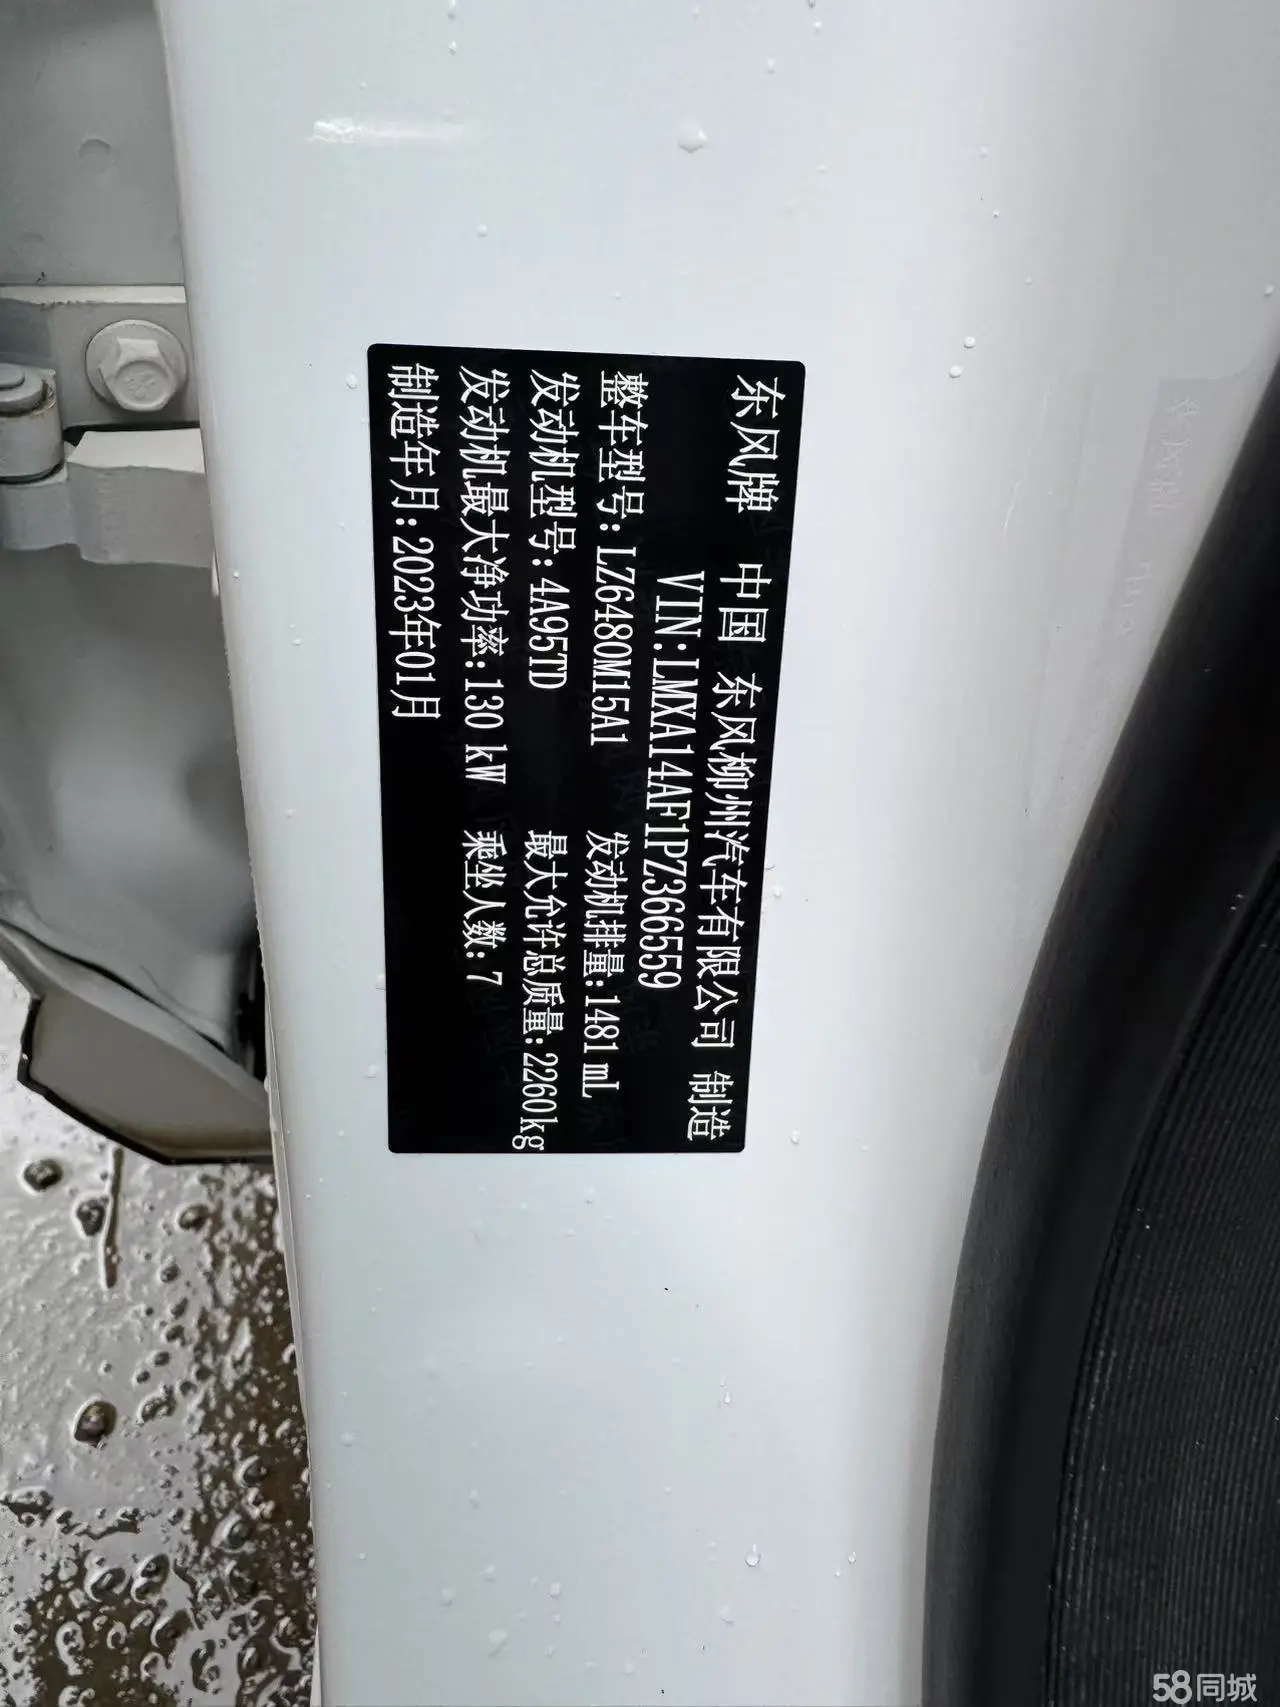 东风牌 中国 东风柳州汽车有限公司 制造
VIN:LMXA14AF1PZ366559
整车型号:LZ6480M15A1 发动机排量:1481mL
发动机型号:4A95TD 最大允许总质量:2260kg
发动机最大净功率:130 kW 乘坐人数:7
制造年月:2023年01月
58同城